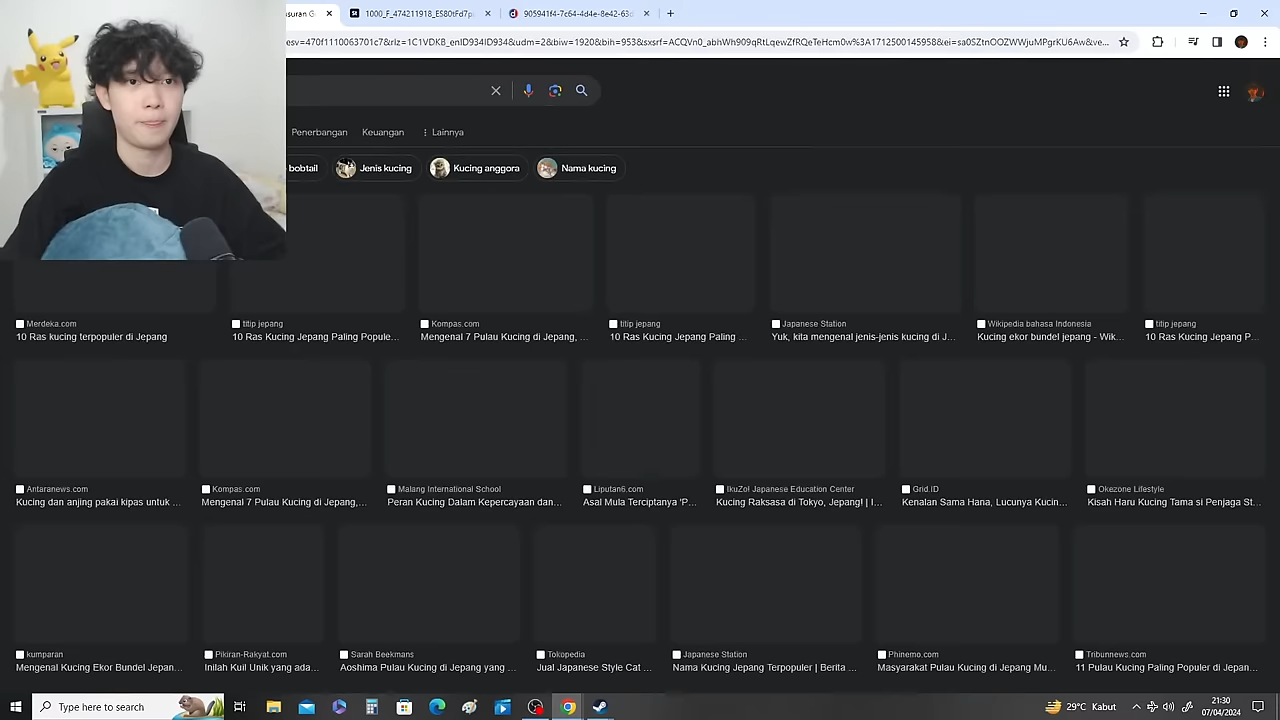 asuran G
1000_F_474211918_ES80tFd7p
905941f4-7c64-4d4e-8e42-63d
Penerbangan
Keuangan
Lainnya
bobtail
Jenis kucing
Kucing anggora
Nama kucing
Merdeka.com
10 Ras kucing terpopuler di Jepang
titip jepang
10 Ras Kucing Jepang Paling Popule...
Kompas.com
Mengenal 7 Pulau Kucing di Jepang, ...
titip jepang
10 Ras Kucing Jepang Paling ...
Japanese Station
Yuk, kita mengenal jenis-jenis kucing di J...
Wikipedia bahasa Indonesia
Kucing ekor bundel jepang - Wik...
titip jepang
10 Ras Kucing Jepang P...
Antaranews.com
Kucing dan anjing pakai kipas untuk ...
Kompas.com
Mengenal 7 Pulau Kucing di Jepang,...
Malang International School
Peran Kucing Dalam Kepercayaan dan...
Liputan6.com
Asal Mula Terciptanya 'P...
IkuZo! Japanese Education Center
Kucing Raksasa di Tokyo, Jepang! | I...
Grid.ID
Kenalan Sama Hana, Lucunya Kucin...
Okezone Lifestyle
Kisah Haru Kucing Tama si Penjaga St...
kumparan
Mengenal Kucing Ekor Bundel Jepan...
Pikiran-Rakyat.com
Inilah Kuil Unik yang ada...
Sarah Beekmans
Aoshima Pulau Kucing di Jepang yang ...
Tokopedia
Jual Japanese Style Cat ...
Japanese Station
Nama Kucing Jepang Terpopuler | Berita ...
Phinemo.com
Masyarakat Pulau Kucing di Jepang Mu...
Tribunnews.com
11 Pulau Kucing Paling Populer di Jepan...
Type here to search
29°C Kabut
21:30
07/04/2024